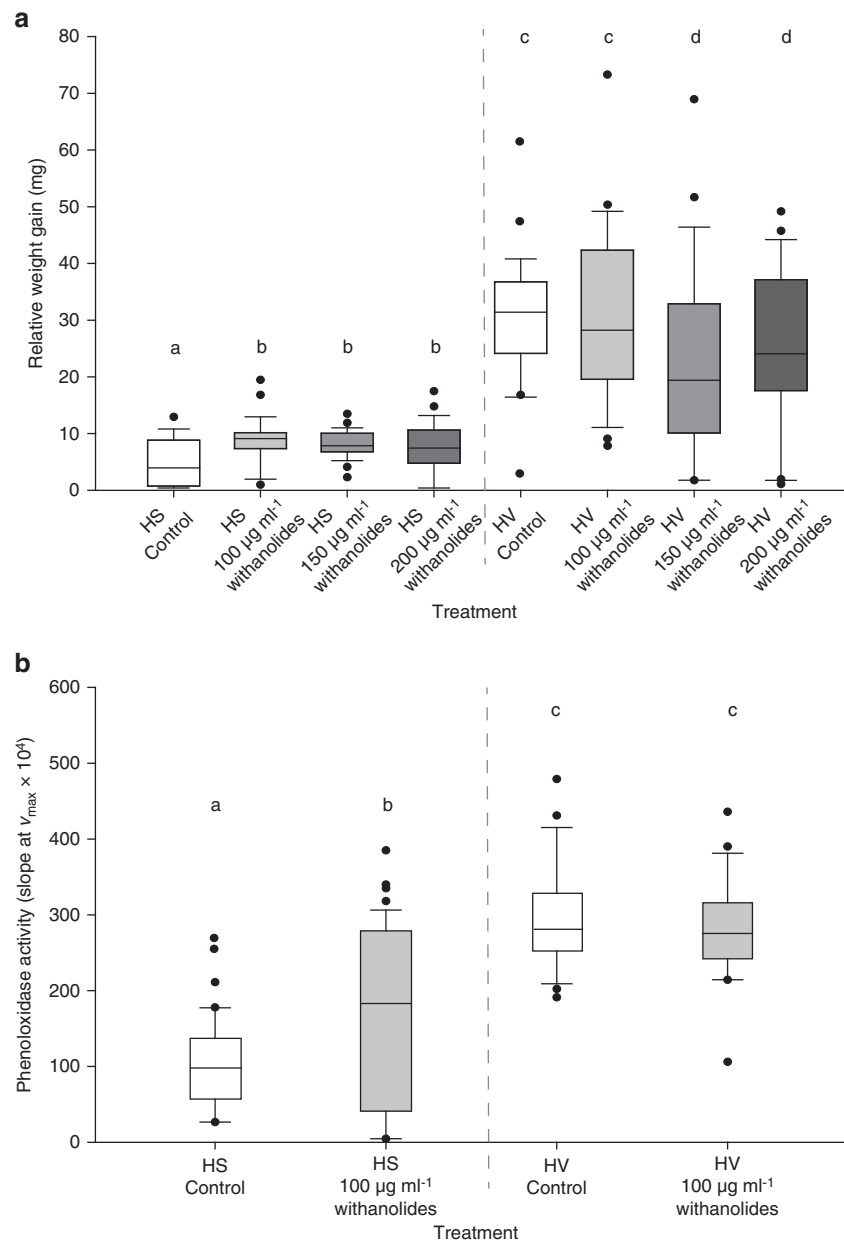 a
80
70
60
50
40
30
20
10
0
Relative weight gain (mg)
a
b
b
b
c
c
d
d
HS
Control
HS
100 µg ml-1
withanolides
HS
150 µg ml-1
withanolides
HS
200 µg ml-1
withanolides
HV
Control
HV
100 µg ml-1
withanolides
HV
150 µg ml-1
withanolides
HV
200 µg ml-1
withanolides
Treatment
b
600
500
400
300
200
100
0
Phenoloxidase activity (slope at vmax × 10⁴)
a
b
c
c
HS
Control
HS
100 µg ml-1
withanolides
HV
Control
HV
100 µg ml-1
withanolides
Treatment